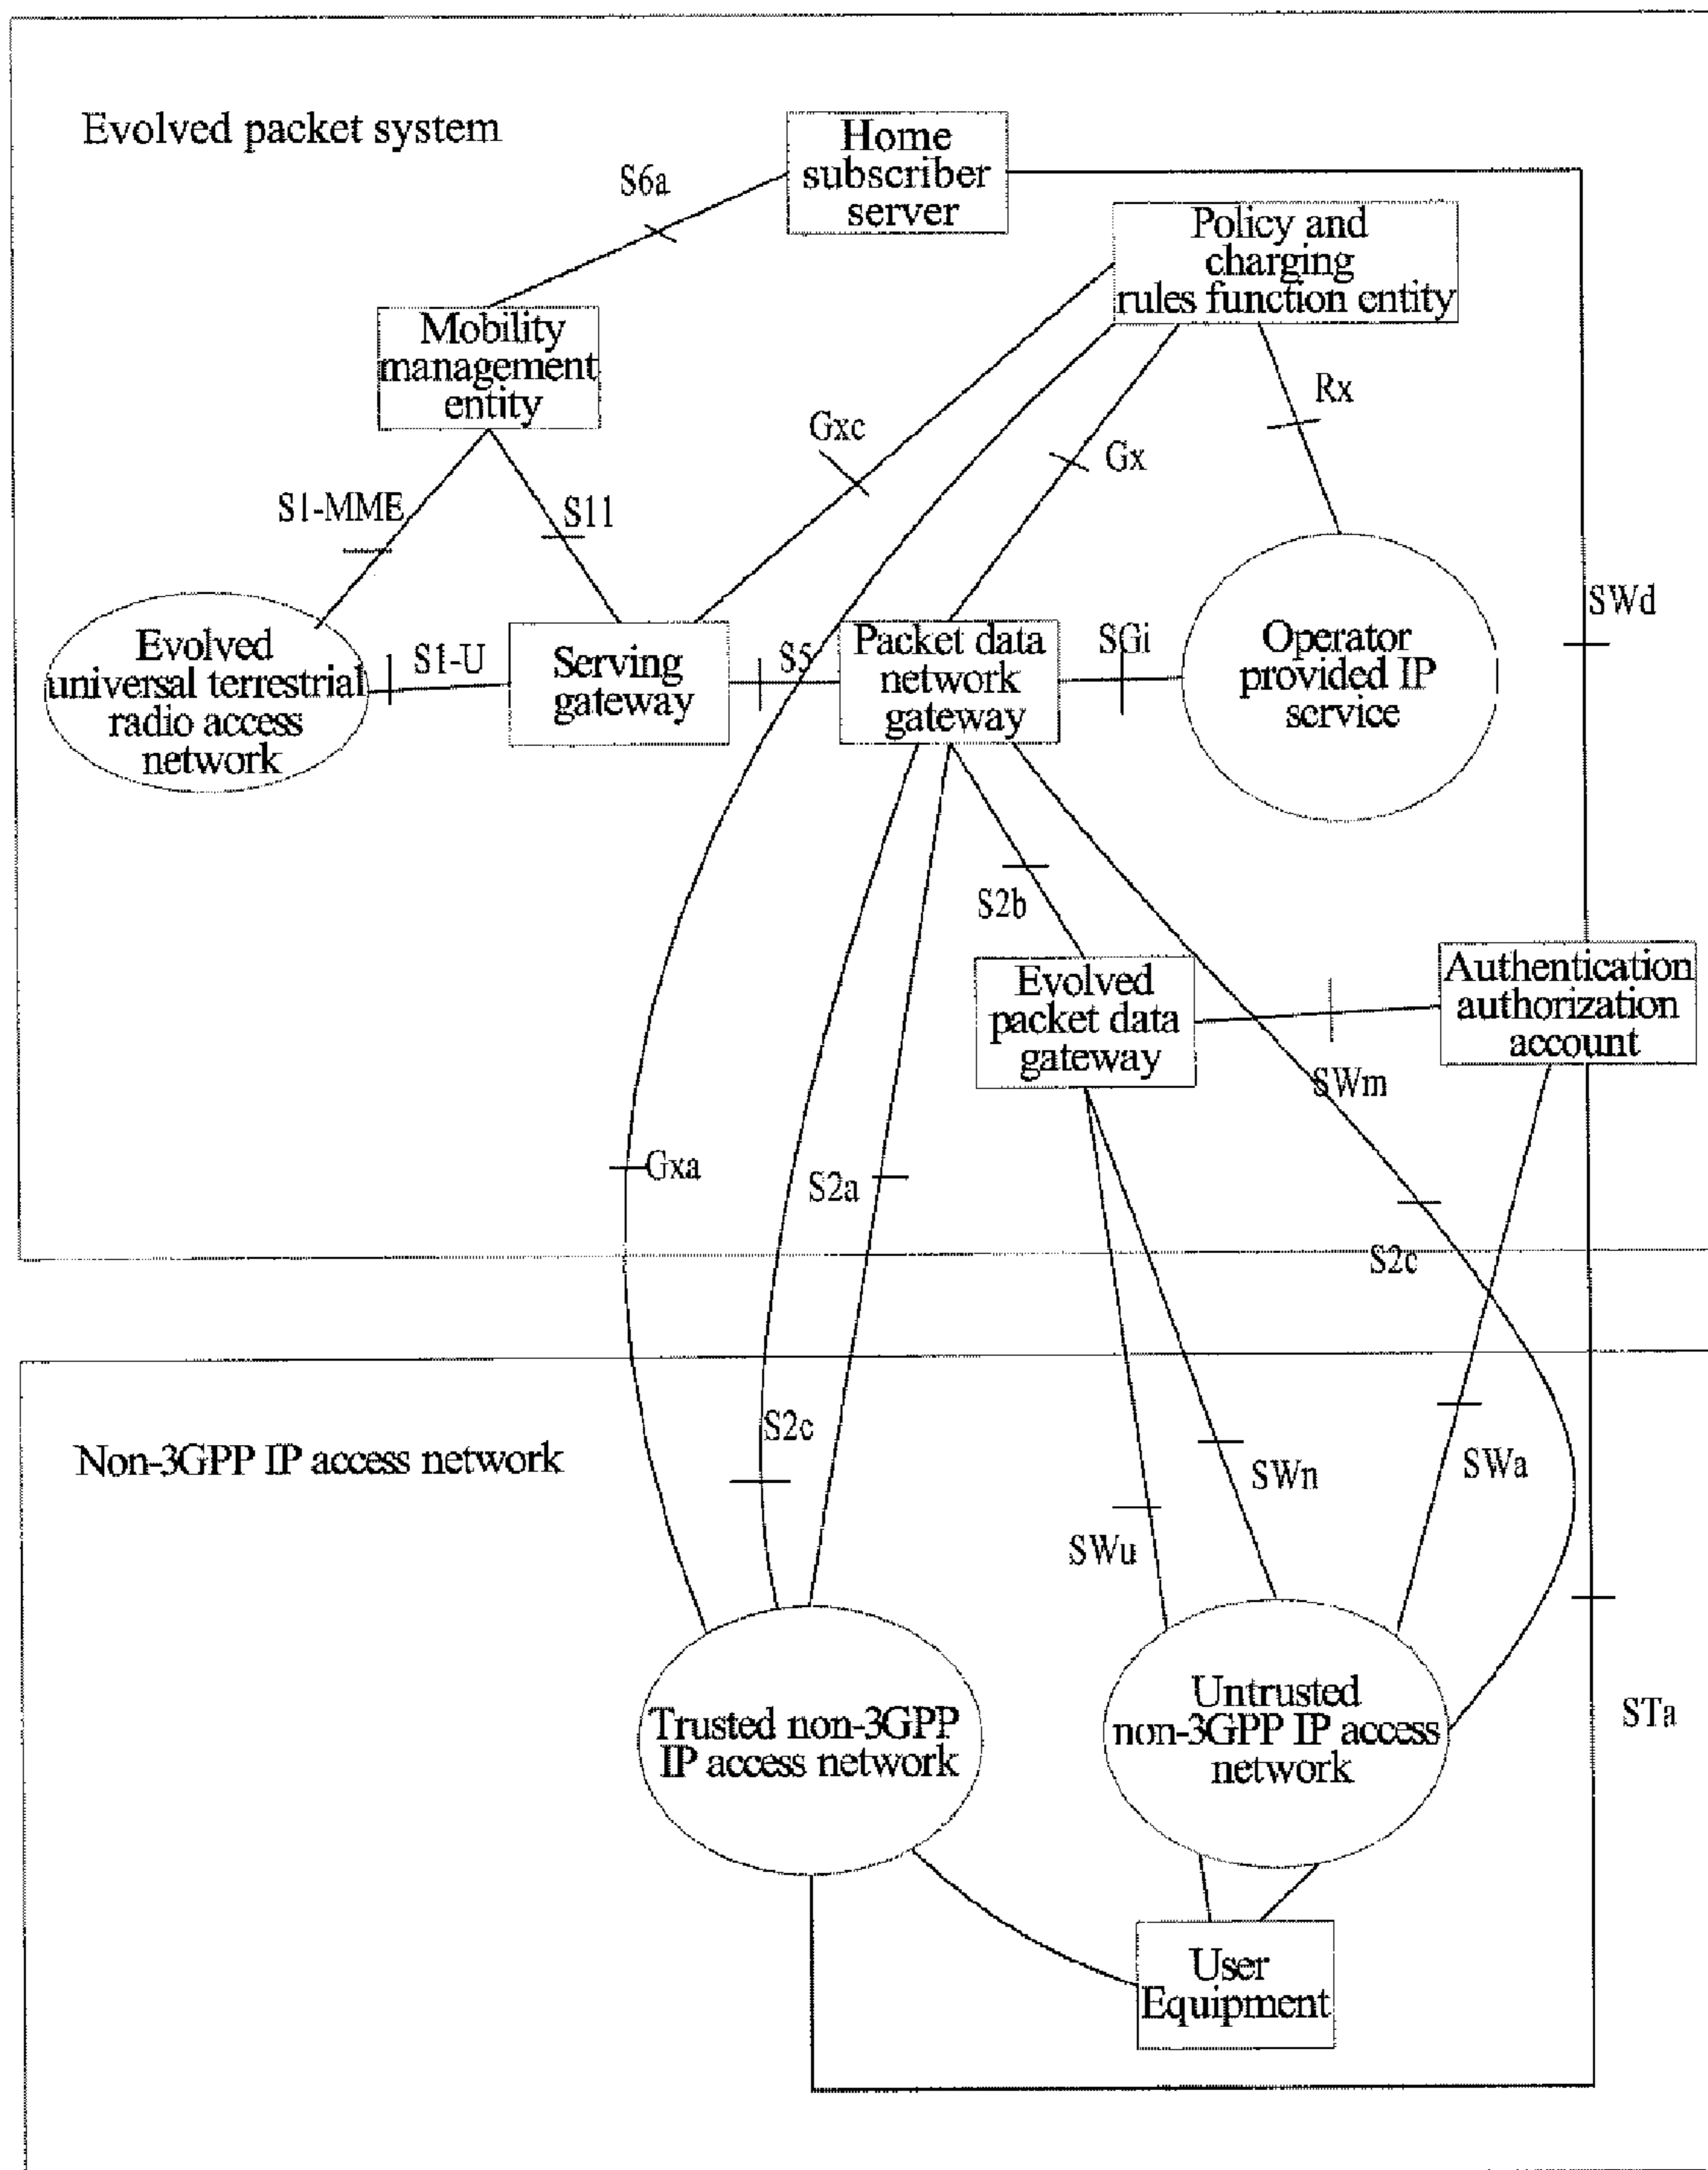 Evolved packet system
Home
subscriber
server
S6a
Policy and
charging
rules function entity
Mobility
management
entity
Rx
Gxc
Gx
S1-MME
S11
SWd
Evolved
universal terrestrial
radio access
network
S1-U
Serving
gateway
S5
Packet data
network
gateway
SGi
Operator
provided IP
service
S2b
Evolved
packet data
gateway
Authentication
authorization
account
SWm
Gxa
S2a
S2c
S2c
Non-3GPP IP access network
SWn
SWa
SWu
Trusted non-3GPP
IP access network
Untrusted
non-3GPP IP access
network
STa
User
Equipment